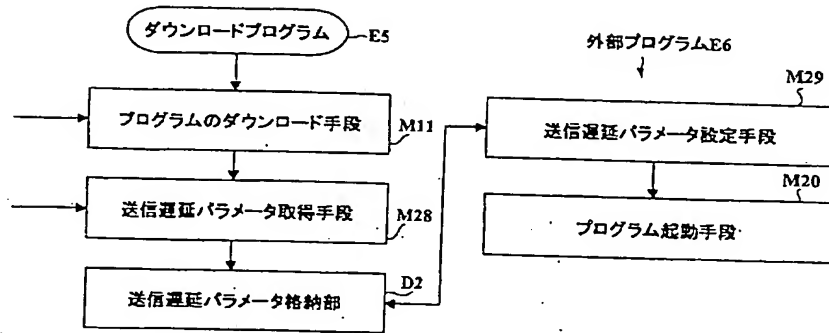 ダウンロードプログラム
E5
プログラムのダウンロード手段
M11
送信遅延パラメータ取得手段
M28
送信遅延パラメータ格納部
D2
外部プログラムE6
送信遅延パラメータ設定手段
M29
プログラム起動手段
M20